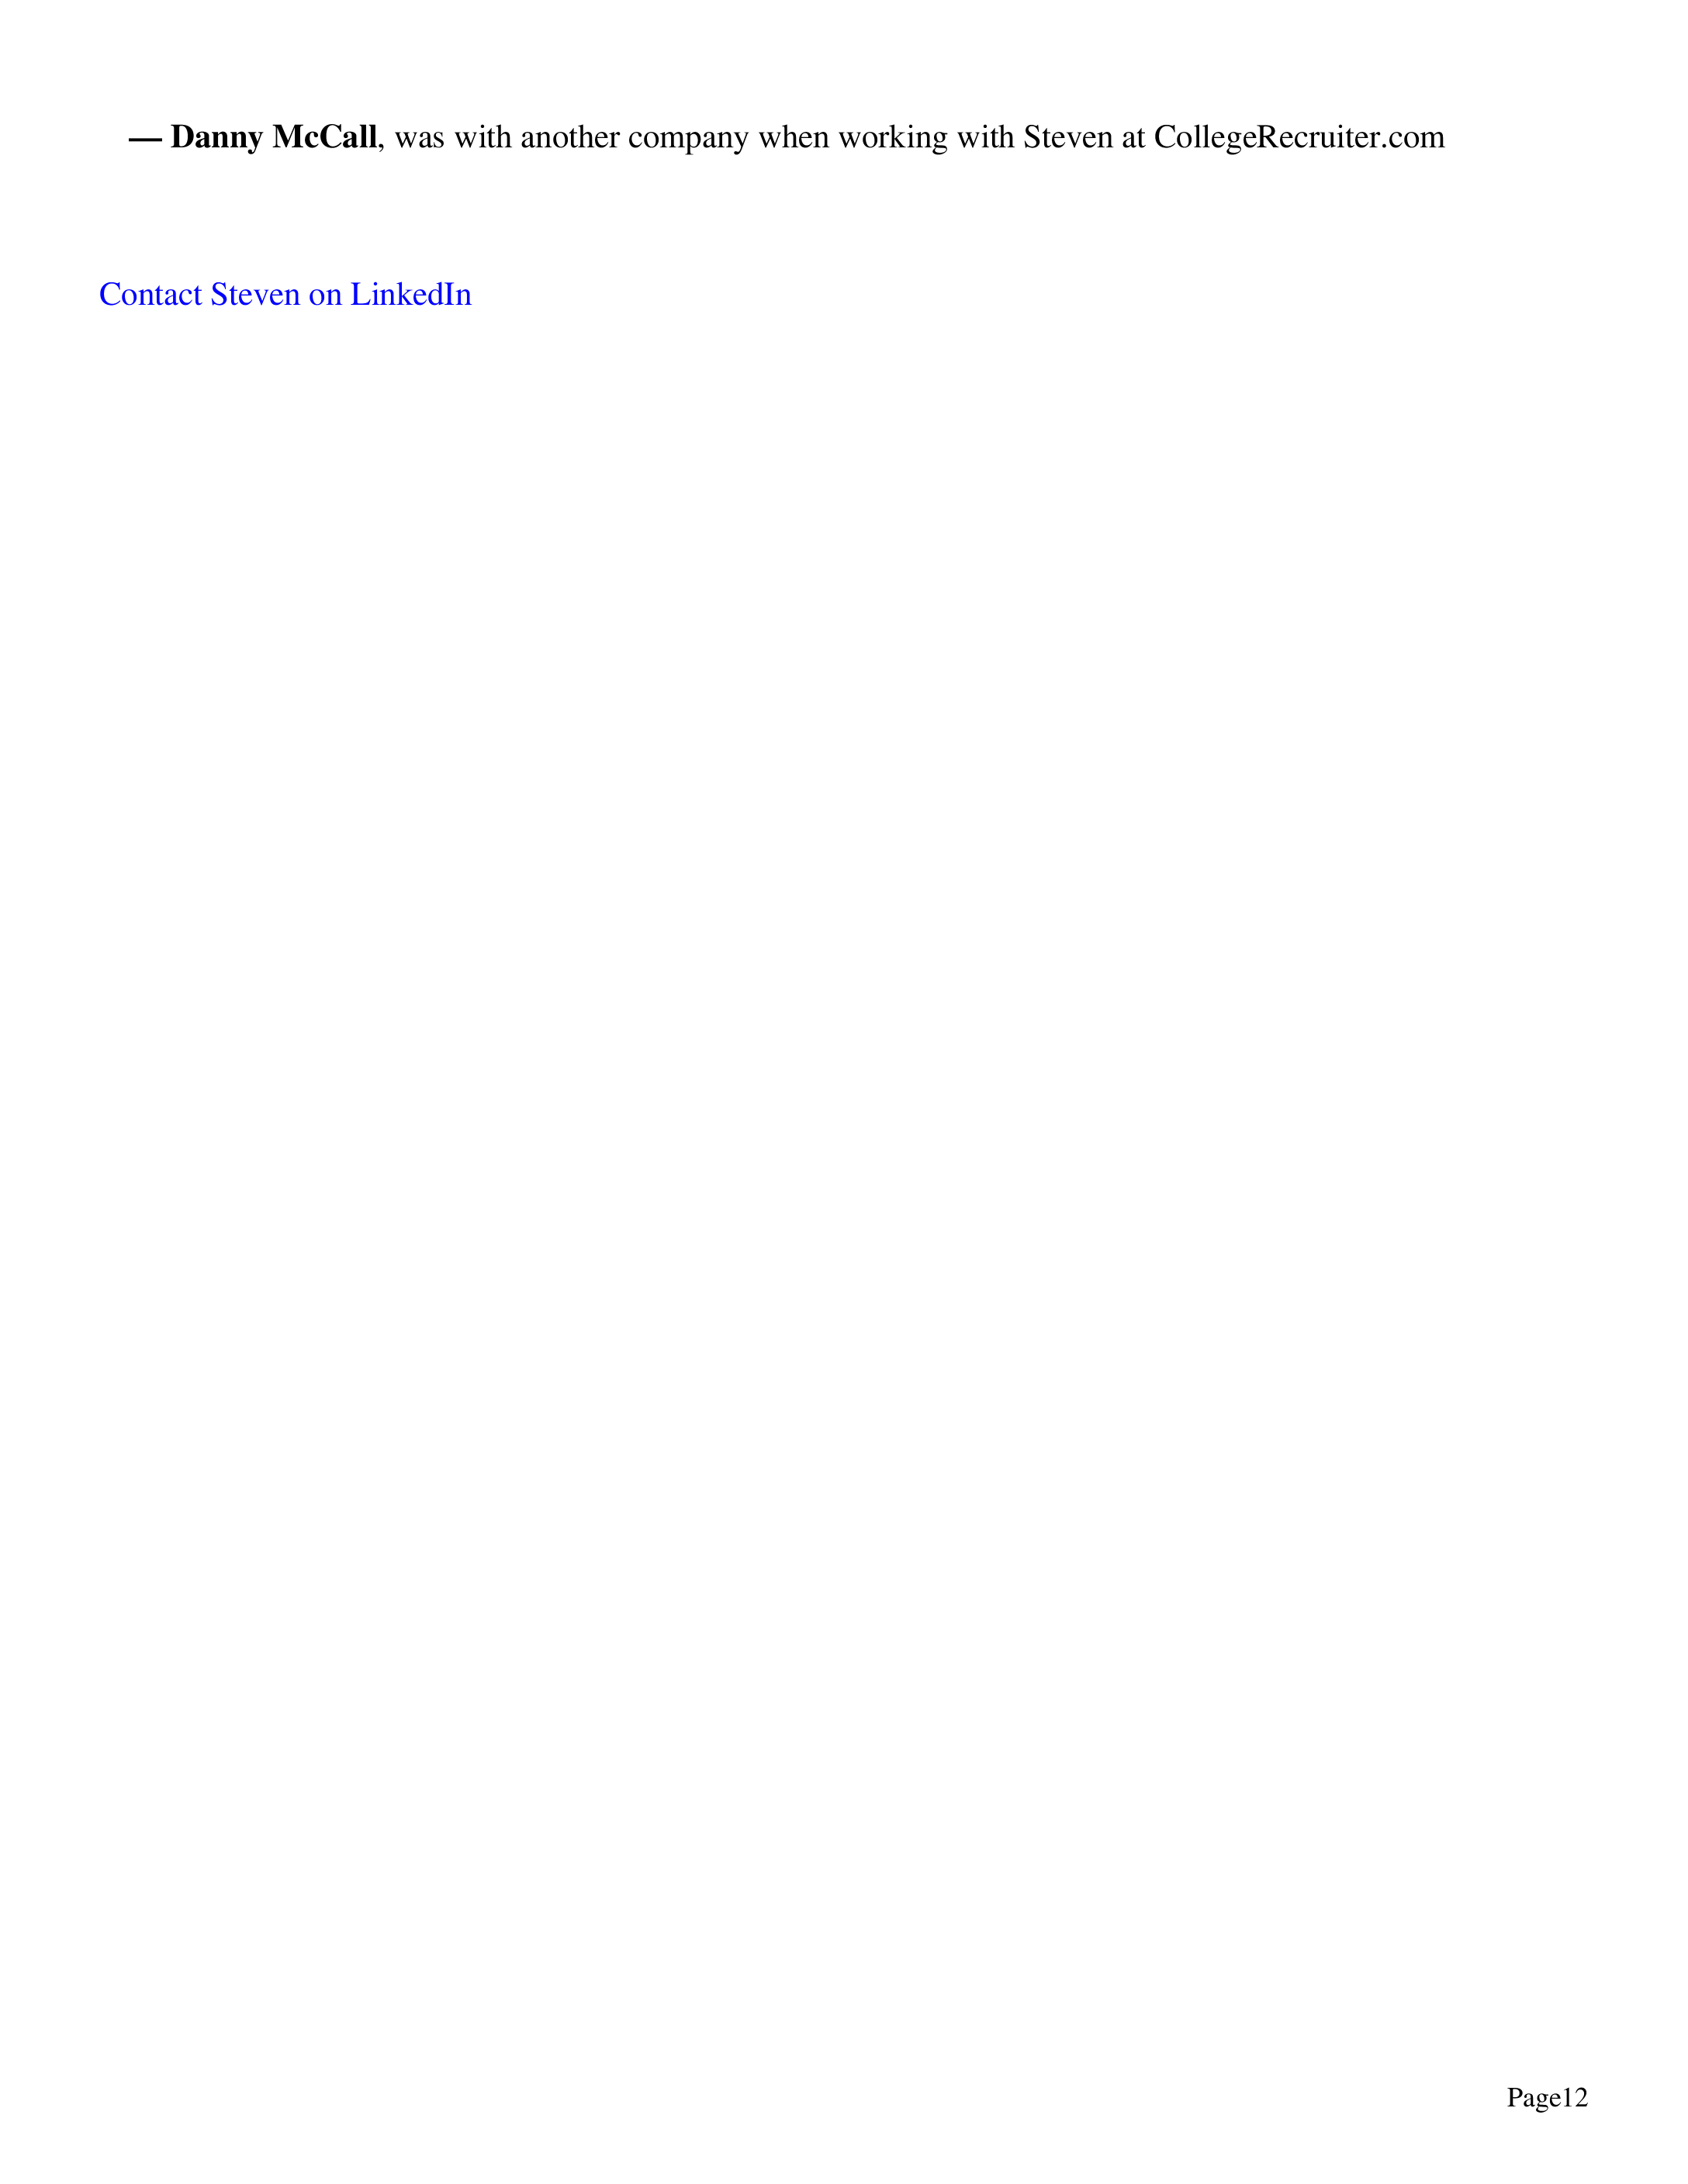 — Danny McCall, was with another company when working with Steven at CollegeRecruiter.com
Contact Steven on LinkedIn
Page12